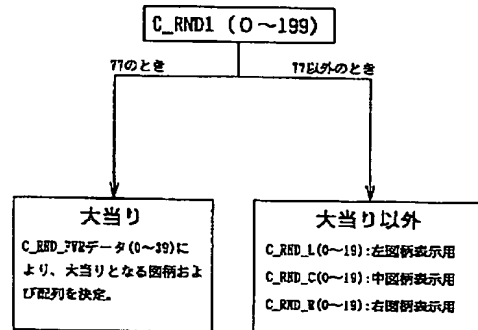 C_RND1 (0～199)
77のとき
77以外のとき
大当り
C_RND_FVRデータ(0～39)に
より、大当りとなる図柄およ
び配列を決定。
大当り以外
C_RND_L(0～19):左図柄表示用
C_RND_C(0～19):中図柄表示用
C_RND_R(0～19):右図柄表示用